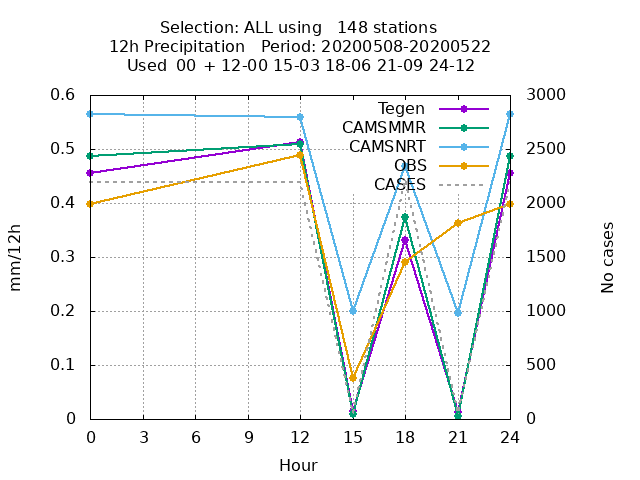 Selection: ALL using   148 stations
12h Precipitation   Period: 20200508-20200522
Used  00 + 12-00 15-03 18-06 21-09 24-12
0.6
0.5
0.4
0.3
0.2
0.1
0
mm/12h
Tegen
CAMSMMR
CAMSNRT
OBS
CASES
3000
2500
2000
1500
1000
500
0
No cases
0 3 6 9 12 15 18 21 24
Hour